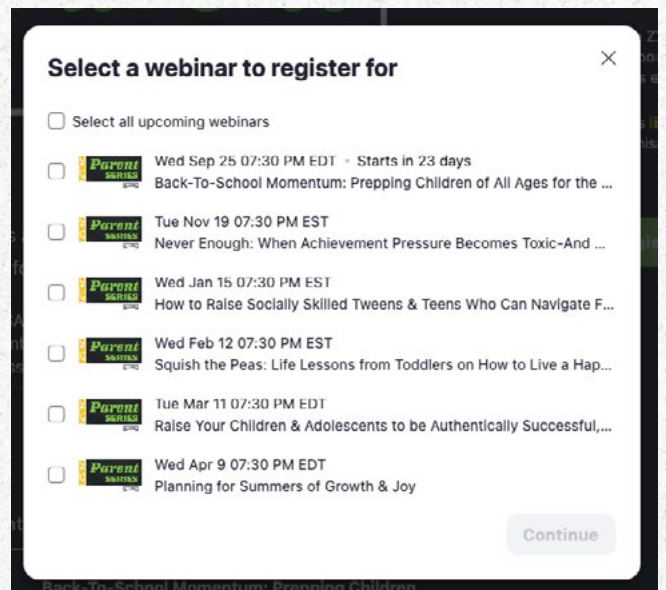 Select a webinar to register for
Select all upcoming webinars
Parent
SERIES
Wed Sep 25 07:30 PM EDT • Starts in 23 days
Back-To-School Momentum: Prepping Children of All Ages for the ...
Parent
SERIES
Tue Nov 19 07:30 PM EST
Never Enough: When Achievement Pressure Becomes Toxic-And ...
Parent
SERIES
Wed Jan 15 07:30 PM EST
How to Raise Socially Skilled Tweens & Teens Who Can Navigate F...
Parent
SERIES
Wed Feb 12 07:30 PM EST
Squish the Peas: Life Lessons from Toddlers on How to Live a Hap...
Parent
SERIES
Tue Mar 11 07:30 PM EDT
Raise Your Children & Adolescents to be Authentically Successful,...
Parent
SERIES
Wed Apr 9 07:30 PM EDT
Planning for Summers of Growth & Joy
Continue
Back-To-School Momentum: Prepping Children